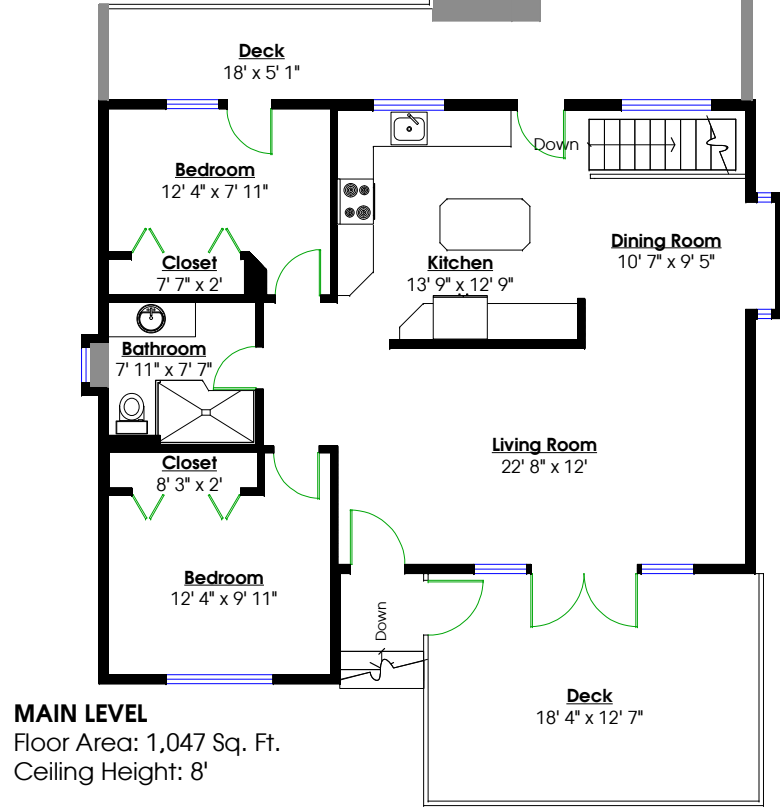 Deck
18' x 5' 1"
Bedroom
12' 4" x 7' 11"
Down
Closet
7' 7" x 2'
Kitchen
13' 9" x 12' 9"
Dining Room
10' 7" x 9' 5"
Bathroom
7' 11" x 7' 7"
Living Room
22' 8" x 12'
Closet
8' 3" x 2'
Bedroom
12' 4" x 9' 11"
Down
Deck
18' 4" x 12' 7"
MAIN LEVEL
Floor Area: 1,047 Sq. Ft.
Ceiling Height: 8'